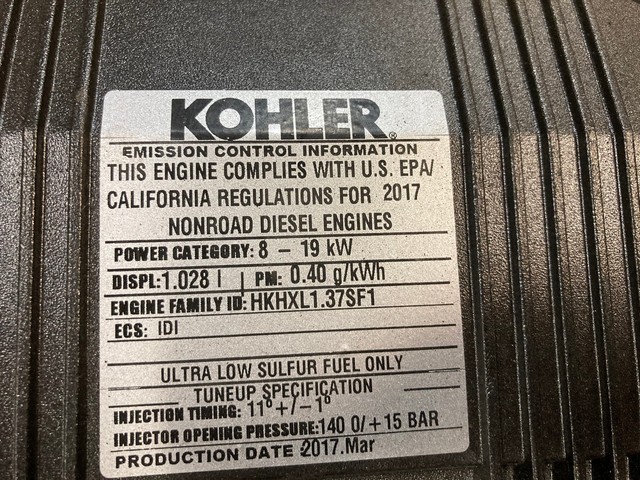 KOHLER®
EMISSION CONTROL INFORMATION
THIS ENGINE COMPLIES WITH U.S. EPA/
CALIFORNIA REGULATIONS FOR 2017
NONROAD DIESEL ENGINES
POWER CATEGORY: 8 – 19 kW
DISPL: 1.028 l | PM: 0.40 g/kWh
ENGINE FAMILY ID: HKHXL1.37SF1
ECS: IDI
ULTRA LOW SULFUR FUEL ONLY
TUNEUP SPECIFICATION
INJECTION TIMING: 11° +/– 1°
INJECTOR OPENING PRESSURE: 140 0/+15 BAR
PRODUCTION DATE 2017.Mar